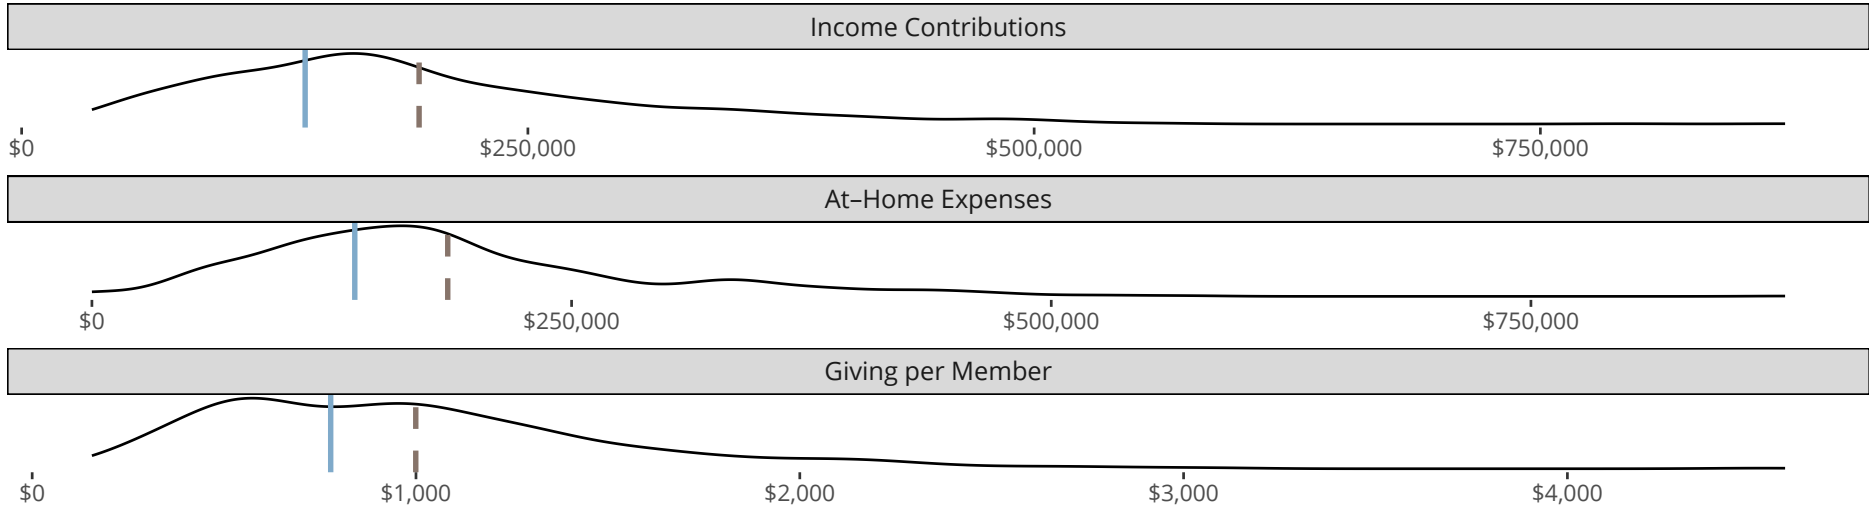 Income Contributions
$0 $250,000 $500,000 $750,000
At–Home Expenses
$0 $250,000 $500,000 $750,000
Giving per Member
$0 $1,000 $2,000 $3,000 $4,000